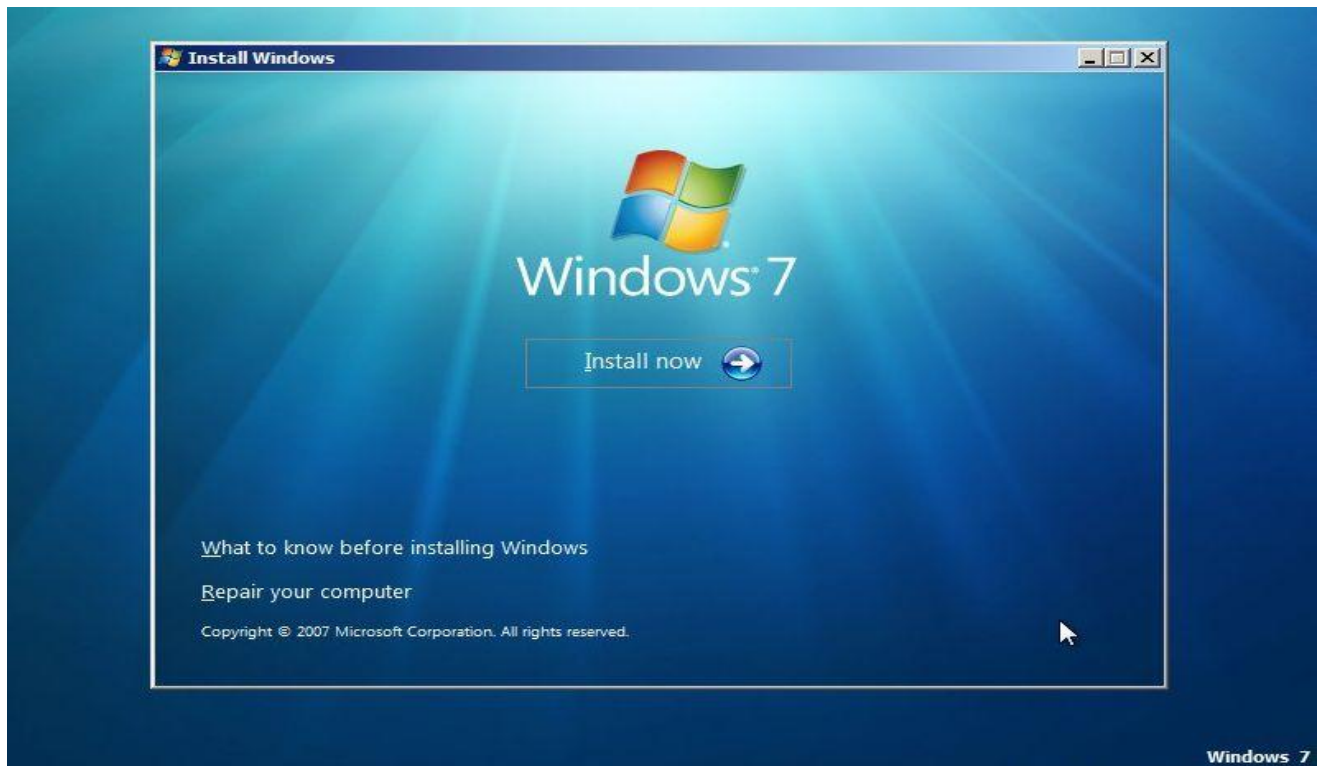 Install Windows
Windows® 7
Install now
What to know before installing Windows
Repair your computer
Copyright © 2007 Microsoft Corporation. All rights reserved.
Windows 7